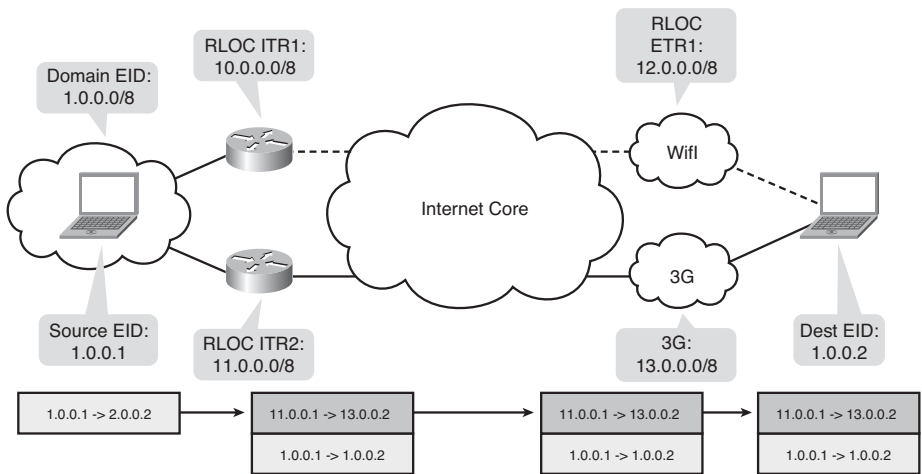 RLOC ITR1:
10.0.0.0/8
RLOC
ETR1:
12.0.0.0/8
Domain EID:
1.0.0.0/8
WifI
Internet Core
3G
Source EID:
1.0.0.1
RLOC ITR2:
11.0.0.0/8
3G:
13.0.0.0/8
Dest EID:
1.0.0.2
1.0.0.1 -> 2.0.0.2
11.0.0.1 -> 13.0.0.2
1.0.0.1 -> 1.0.0.2
11.0.0.1 -> 13.0.0.2
1.0.0.1 -> 1.0.0.2
11.0.0.1 -> 13.0.0.2
1.0.0.1 -> 1.0.0.2